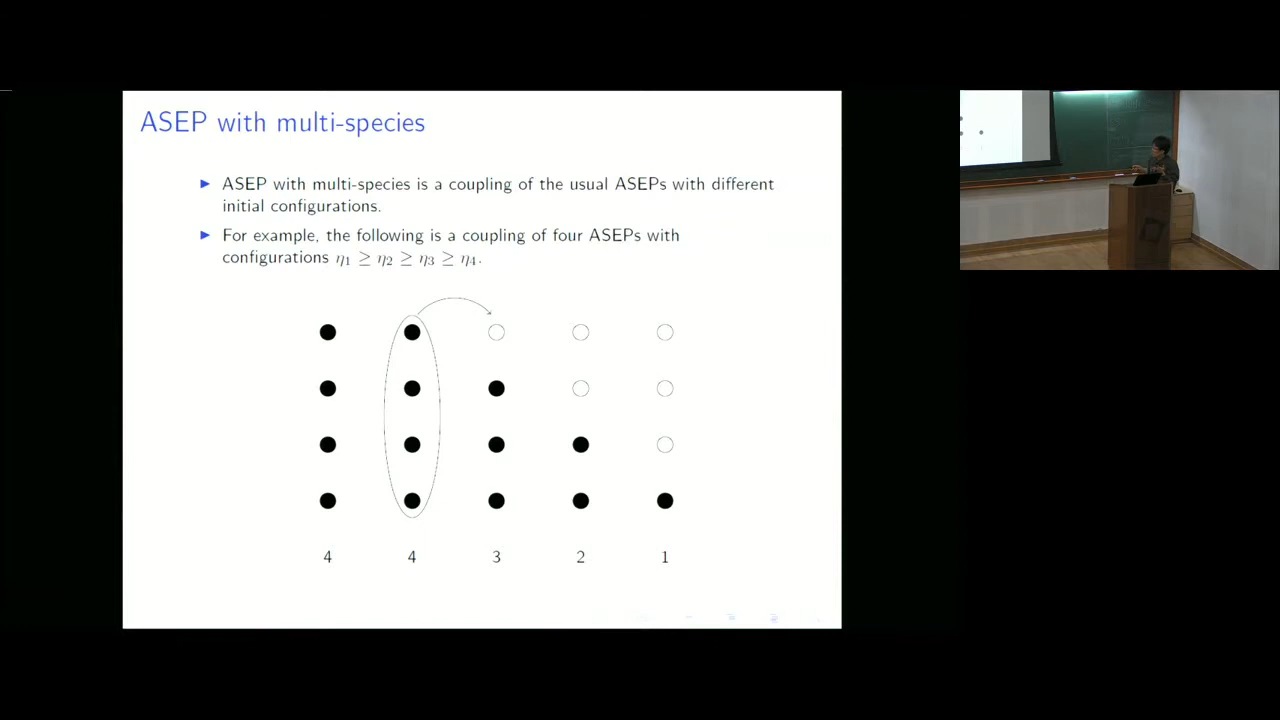 ASEP with multi-species
ASEP with multi-species is a coupling of the usual ASEPs with different
initial configurations.
For example, the following is a coupling of four ASEPs with
configurations η₁ ≥ η₂ ≥ η₃ ≥ η₄.
4 4 3 2 1